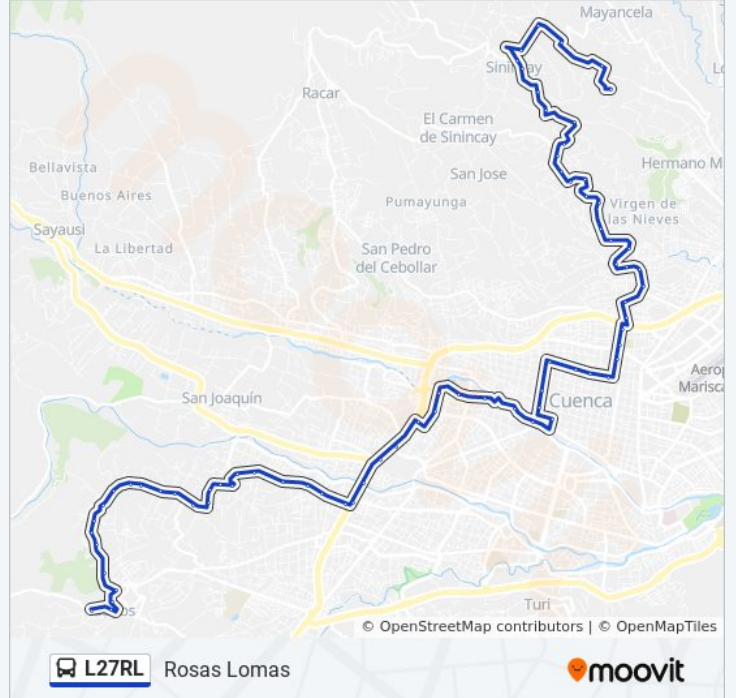 Mayancela
Sinincay
Racar
El Carmen
de Sinincay
Hermano M
San Jose
Bellavista
Buenos Aires
Pumayunga
Virgen de
las Nieves
Sayausi
La Libertad
San Pedro
del Cebollar
Aerop
Marisca
San Joaquín
Cuenca
Turi
© OpenStreetMap contributors | © OpenMapTiles
L27RL Rosas Lomas
moovit